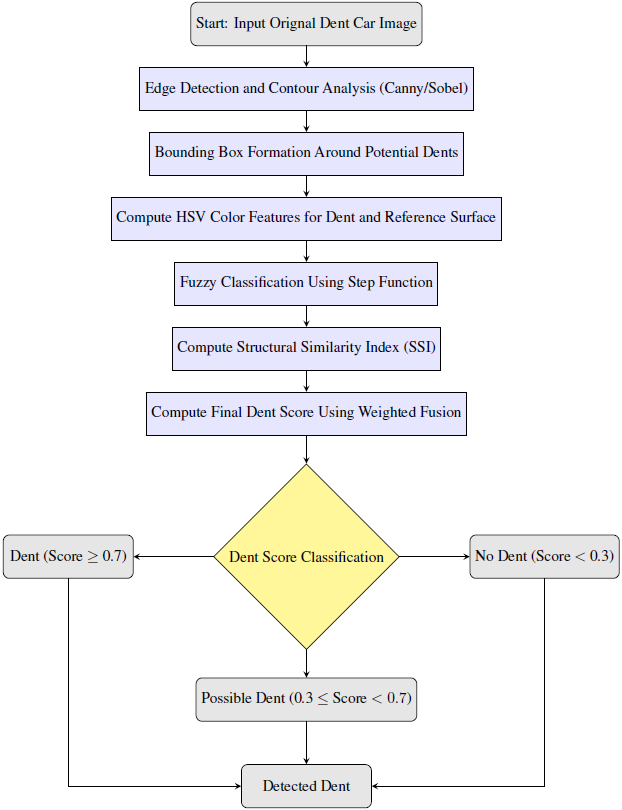 Start: Input Orignal Dent Car Image
Edge Detection and Contour Analysis (Canny/Sobel)
Bounding Box Formation Around Potential Dents
Compute HSV Color Features for Dent and Reference Surface
Fuzzy Classification Using Step Function
Compute Structural Similarity Index (SSI)
Compute Final Dent Score Using Weighted Fusion
Dent (Score ≥ 0.7)
Dent Score Classification
No Dent (Score < 0.3)
Possible Dent (0.3 ≤ Score < 0.7)
Detected Dent